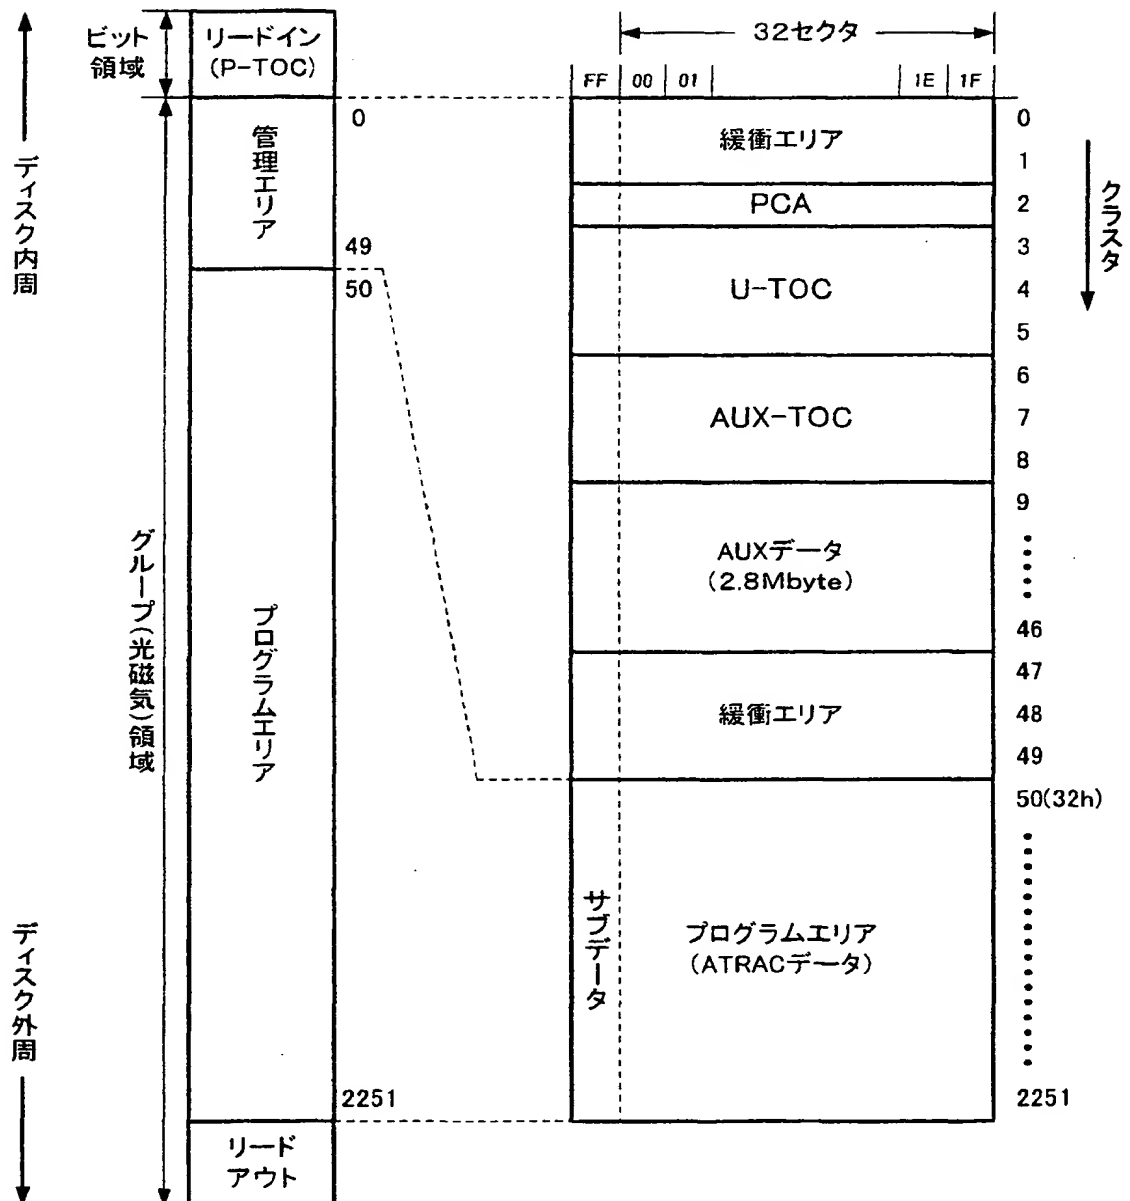 ディスク内周
ディスク外周
ビット
領域
グループ(光磁気)領域
リードイン
(P-TOC)
管理エリア
0
49
50
プログラムエリア
2251
リード
アウト
32セクタ
FF 00 01 1E 1F
緩衝エリア
0
1
PCA
2
U-TOC
3
4
5
AUX-TOC
6
7
8
AUXデータ
(2.8Mbyte)
9
46
緩衝エリア
47
48
49
サブデータ
プログラムエリア
(ATRACデータ)
50(32h)
2251
クラスタ